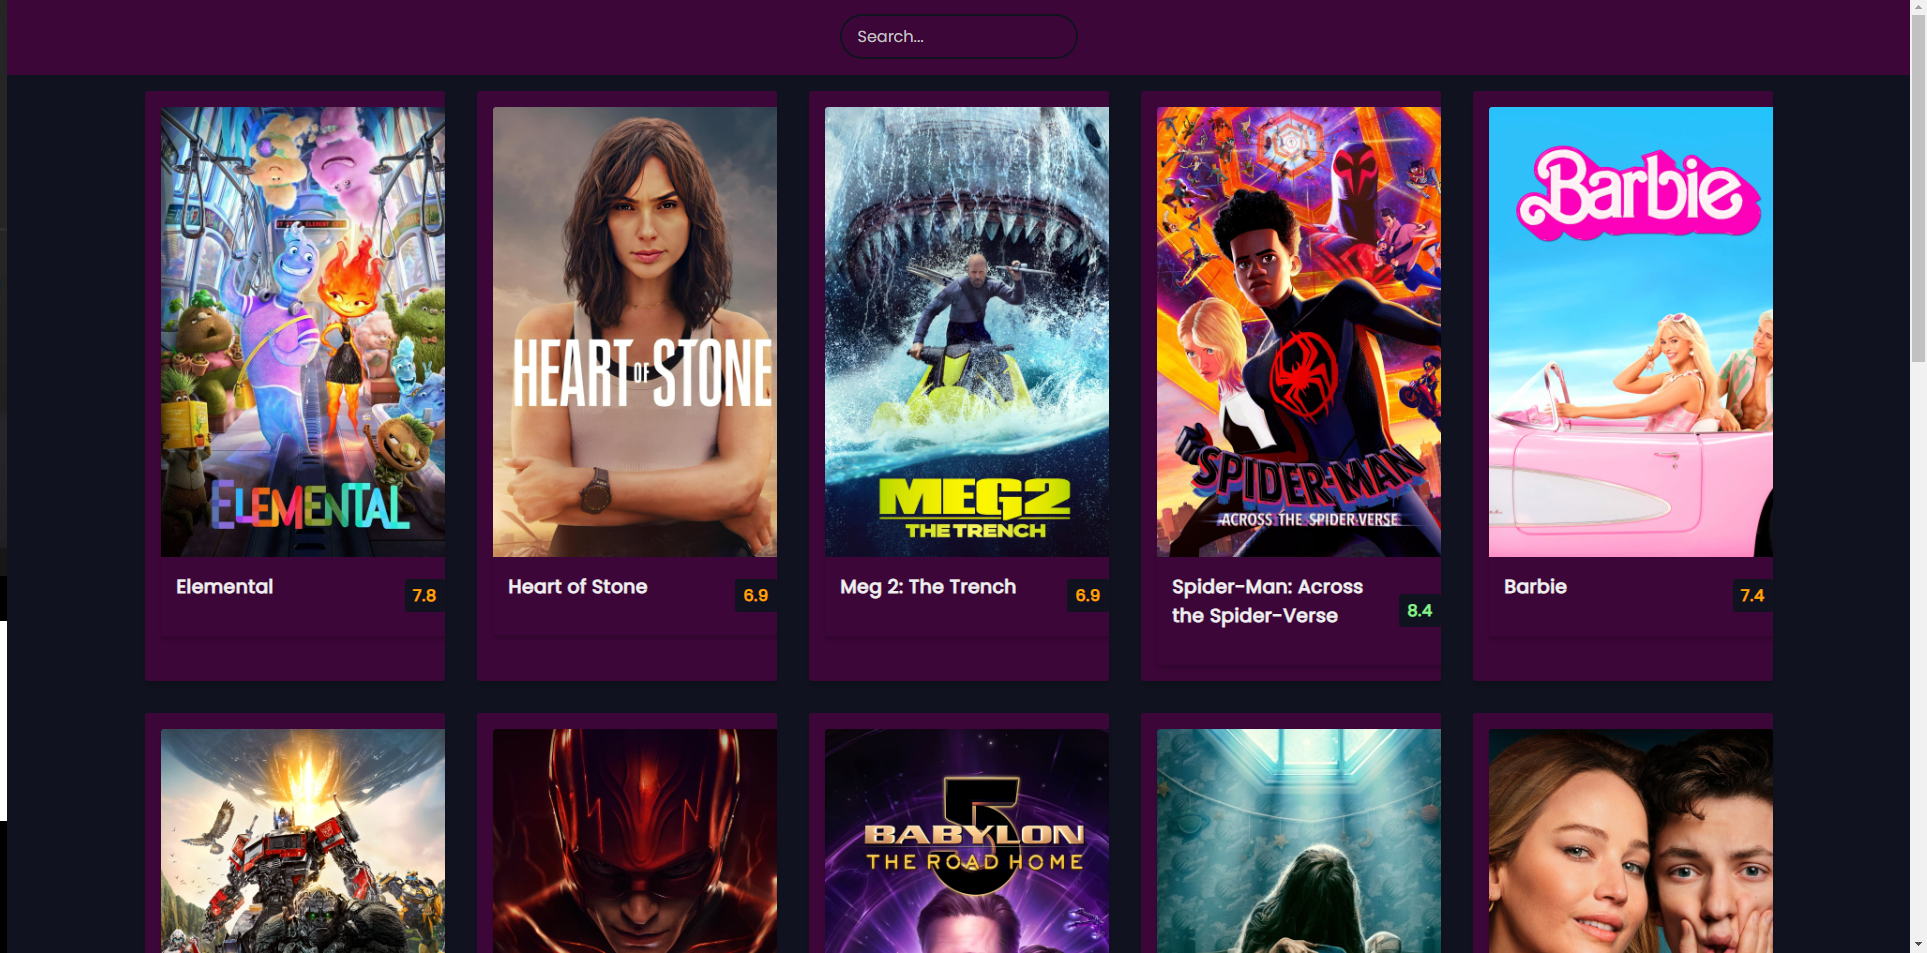 Search...
Barbie
HEART OF STONE
ELEMENTAL
MEG2
THE TRENCH
SPIDER-MAN
ACROSS THE SPIDER-VERSE
Elemental
7.8
Heart of Stone
6.9
Meg 2: The Trench
6.9
Spider-Man: Across
the Spider-Verse
8.4
Barbie
7.4
5
BABYLON
THE ROAD HOME